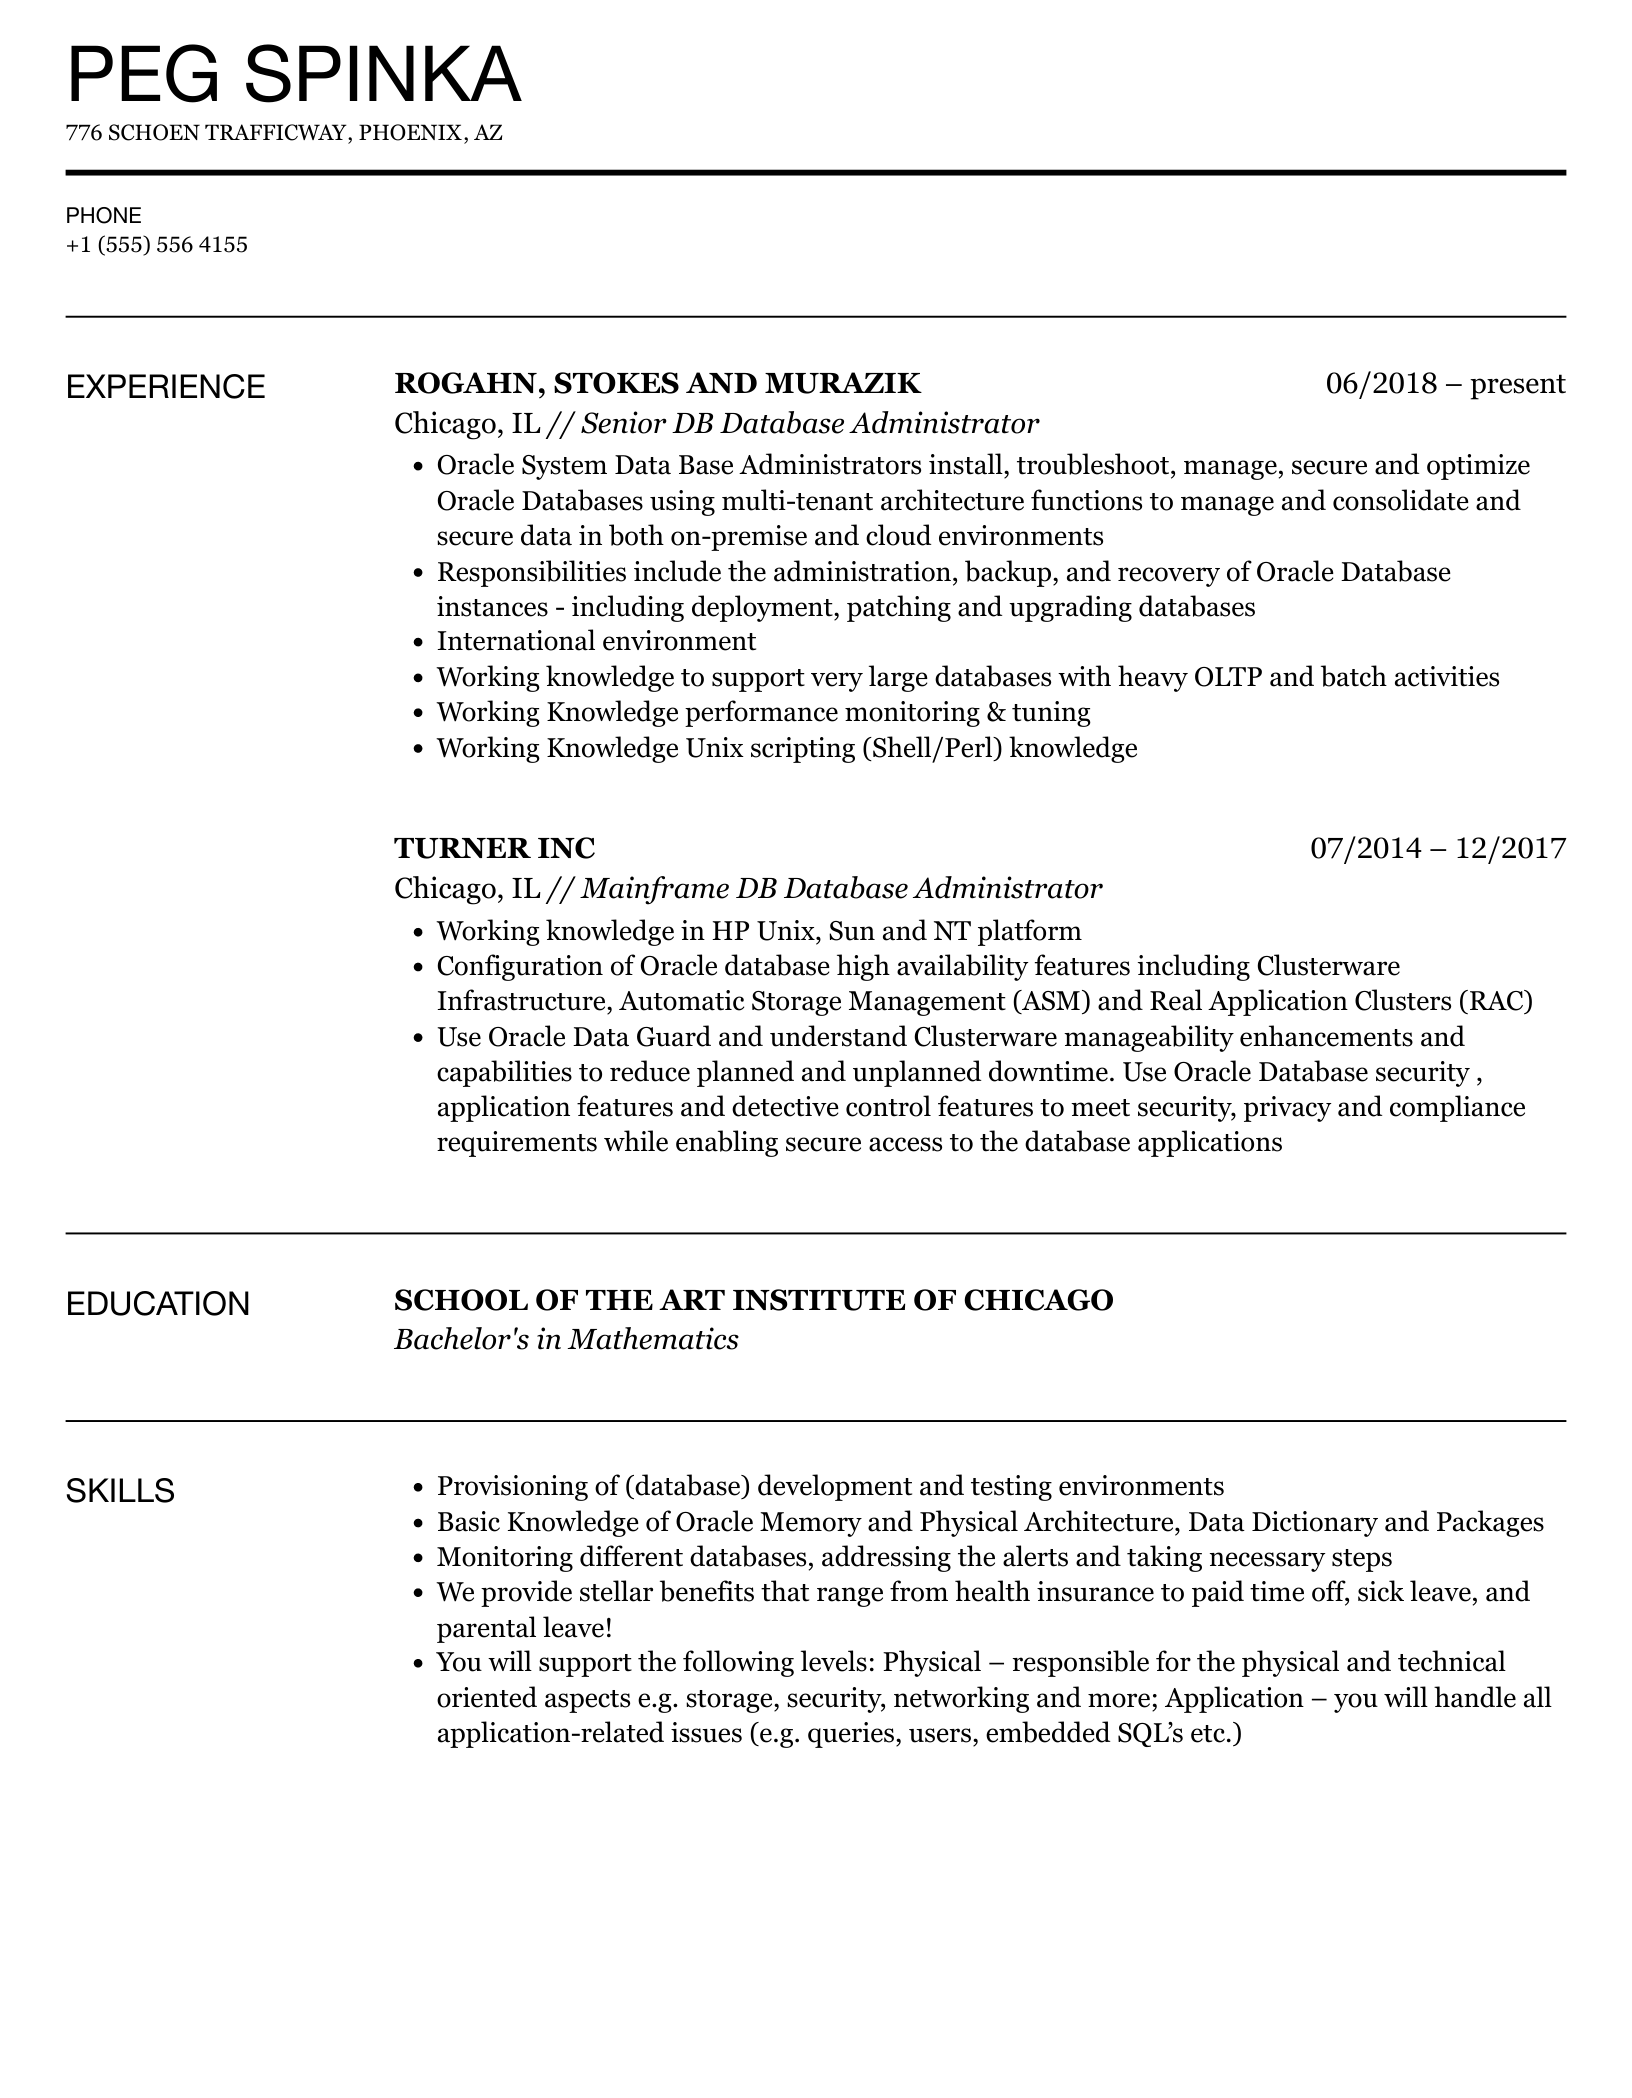 PEG SPINKA
776 SCHOEN TRAFFICWAY, PHOENIX, AZ
PHONE
+1 (555) 556 4155
EXPERIENCE
ROGAHN, STOKES AND MURAZIK 06/2018 – present
Chicago, IL // Senior DB Database Administrator
• Oracle System Data Base Administrators install, troubleshoot, manage, secure and optimize
Oracle Databases using multi-tenant architecture functions to manage and consolidate and
secure data in both on-premise and cloud environments
• Responsibilities include the administration, backup, and recovery of Oracle Database
instances - including deployment, patching and upgrading databases
• International environment
• Working knowledge to support very large databases with heavy OLTP and batch activities
• Working Knowledge performance monitoring & tuning
• Working Knowledge Unix scripting (Shell/Perl) knowledge
TURNER INC 07/2014 – 12/2017
Chicago, IL // Mainframe DB Database Administrator
• Working knowledge in HP Unix, Sun and NT platform
• Configuration of Oracle database high availability features including Clusterware
Infrastructure, Automatic Storage Management (ASM) and Real Application Clusters (RAC)
• Use Oracle Data Guard and understand Clusterware manageability enhancements and
capabilities to reduce planned and unplanned downtime. Use Oracle Database security ,
application features and detective control features to meet security, privacy and compliance
requirements while enabling secure access to the database applications
EDUCATION
SCHOOL OF THE ART INSTITUTE OF CHICAGO
Bachelor's in Mathematics
SKILLS
• Provisioning of (database) development and testing environments
• Basic Knowledge of Oracle Memory and Physical Architecture, Data Dictionary and Packages
• Monitoring different databases, addressing the alerts and taking necessary steps
• We provide stellar benefits that range from health insurance to paid time off, sick leave, and
parental leave!
• You will support the following levels: Physical – responsible for the physical and technical
oriented aspects e.g. storage, security, networking and more; Application – you will handle all
application-related issues (e.g. queries, users, embedded SQL’s etc.)